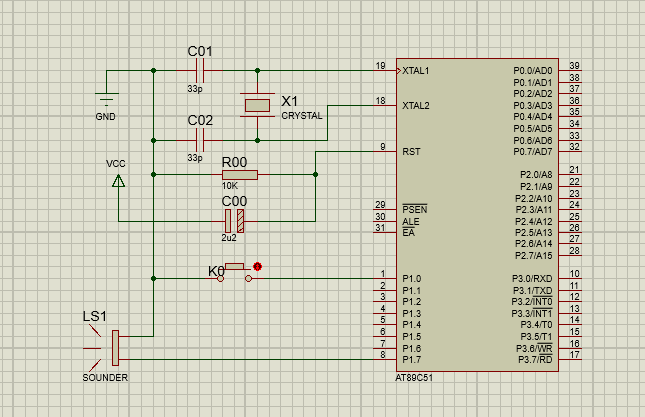 C01
33p
GND
X1
CRYSTAL
C02
33p
VCC
R00
10K
C00
2u2
K0
LS1
SOUNDER
19 XTAL1 P0.0/AD0 39
P0.1/AD1 38
P0.2/AD2 37
18 XTAL2 P0.3/AD3 36
P0.4/AD4 35
P0.5/AD5 34
P0.6/AD6 33
9 RST P0.7/AD7 32
P2.0/A8 21
P2.1/A9 22
P2.2/A10 23
29 PSEN P2.3/A11 24
30 ALE P2.4/A12 25
31 EA P2.5/A13 26
P2.6/A14 27
P2.7/A15 28
1 P1.0 P3.0/RXD 10
2 P1.1 P3.1/TXD 11
3 P1.2 P3.2/INT0 12
4 P1.3 P3.3/INT1 13
5 P1.4 P3.4/T0 14
6 P1.5 P3.5/T1 15
7 P1.6 P3.6/WR 16
8 P1.7 P3.7/RD 17
AT89C51